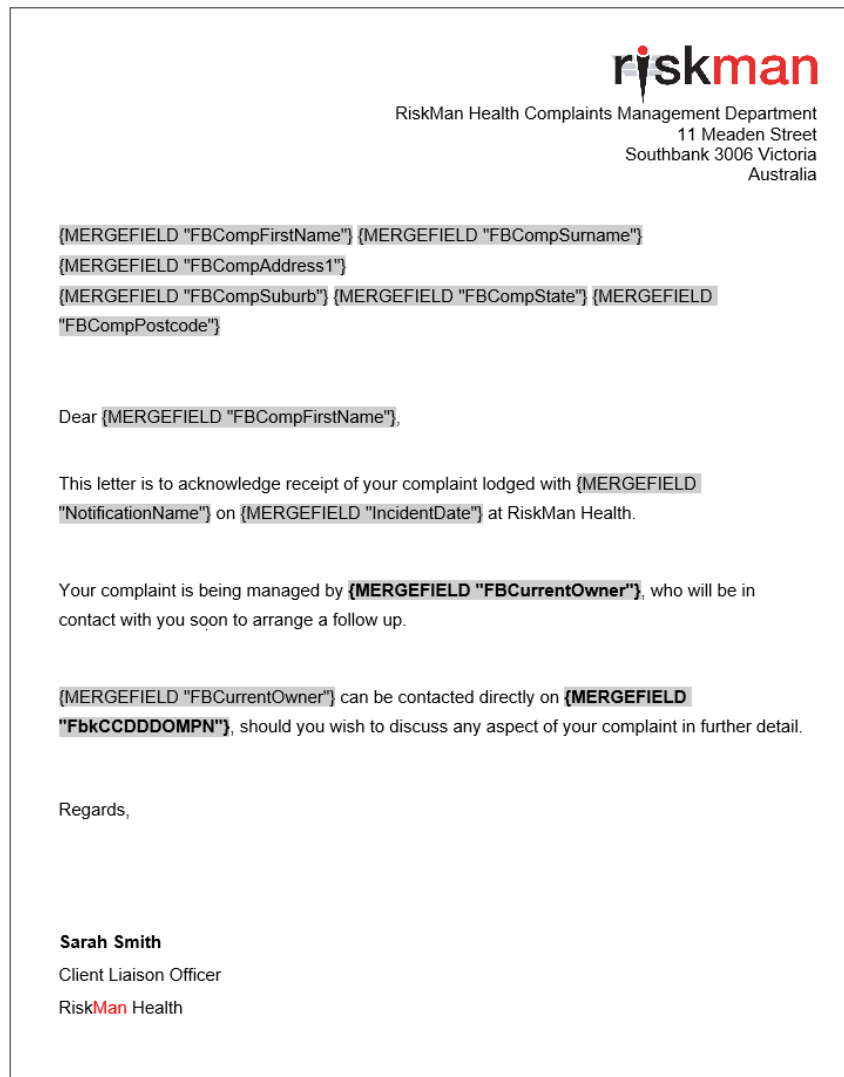 riskman
RiskMan Health Complaints Management Department
11 Meaden Street
Southbank 3006 Victoria
Australia
{MERGEFIELD "FBCompFirstName"} {MERGEFIELD "FBCompSurname"}
{MERGEFIELD "FBCompAddress1"}
{MERGEFIELD "FBCompSuburb"} {MERGEFIELD "FBCompState"} {MERGEFIELD
"FBCompPostcode"}
Dear {MERGEFIELD "FBCompFirstName"},
This letter is to acknowledge receipt of your complaint lodged with {MERGEFIELD
"NotificationName"} on {MERGEFIELD "IncidentDate"} at RiskMan Health.
Your complaint is being managed by {MERGEFIELD "FBCurrentOwner"}, who will be in
contact with you soon to arrange a follow up.
{MERGEFIELD "FBCurrentOwner"} can be contacted directly on {MERGEFIELD
"FbkCCDDDOMPN"}, should you wish to discuss any aspect of your complaint in further detail.
Regards,
Sarah Smith
Client Liaison Officer
RiskMan Health